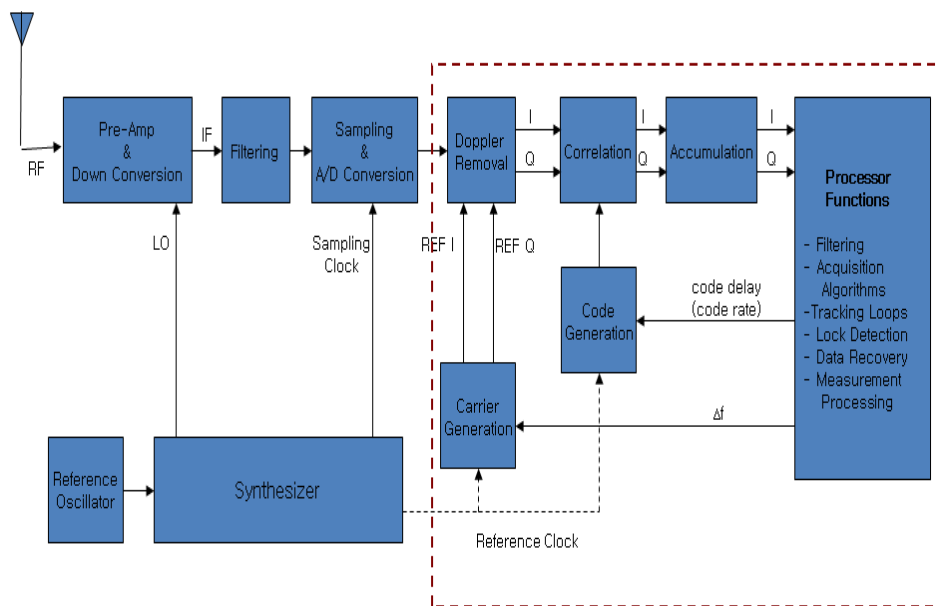 RF
Pre-Amp
&
Down Conversion
IF
Filtering
Sampling
&
A/D Conversion
Doppler
Removal
I
Q
Correlation
I
Q
Accumulation
I
Q
Processor
Functions
- Filtering
- Acquisition
Algorithms
-Tracking Loops
- Lock Detection
- Data Recovery
- Measurement
Processing
LO
Sampling
Clock
REF I
REF Q
Code
Generation
code delay
(code rate)
Carrier
Generation
Δf
Reference
Oscillator
Synthesizer
Reference Clock